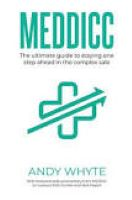 MEDDICC
The ultimate guide to staying one
step ahead in the complex sale
ANDY WHYTE